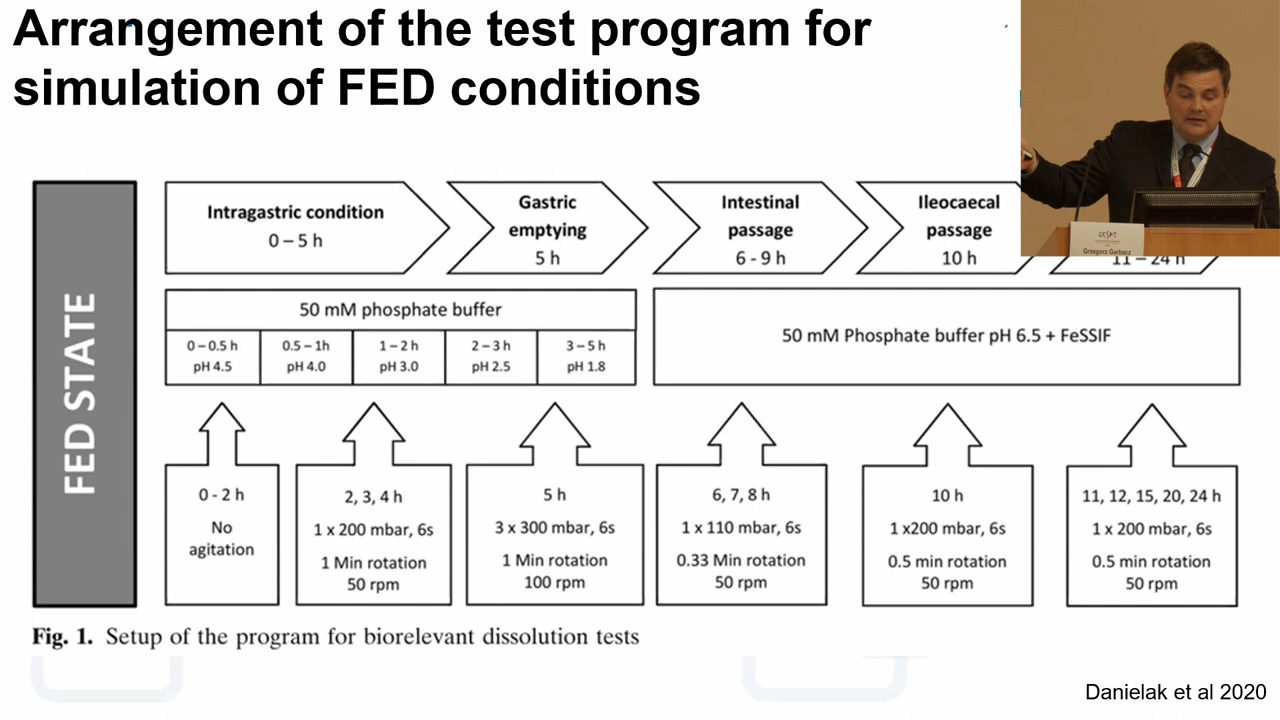 Arrangement of the test program for
simulation of FED conditions
FED STATE
Intragastric condition
0 – 5 h
Gastric
emptying
5 h
Intestinal
passage
6 - 9 h
Ileocaecal
passage
10 h
11 – 24 h
50 mM phosphate buffer
0 – 0.5 h
pH 4.5
0.5 – 1h
pH 4.0
1 – 2 h
pH 3.0
2 – 3 h
pH 2.5
3 – 5 h
pH 1.8
50 mM Phosphate buffer pH 6.5 + FeSSIF
0 - 2 h
No
agitation
2, 3, 4 h
1 x 200 mbar, 6s
1 Min rotation
50 rpm
5 h
3 x 300 mbar, 6s
1 Min rotation
100 rpm
6, 7, 8 h
1 x 110 mbar, 6s
0.33 Min rotation
50 rpm
10 h
1 x200 mbar, 6s
0.5 min rotation
50 rpm
11, 12, 15, 20, 24 h
1 x 200 mbar, 6s
0.5 min rotation
50 rpm
Fig. 1. Setup of the program for biorelevant dissolution tests
Danielak et al 2020
Grzegorz Garbacz